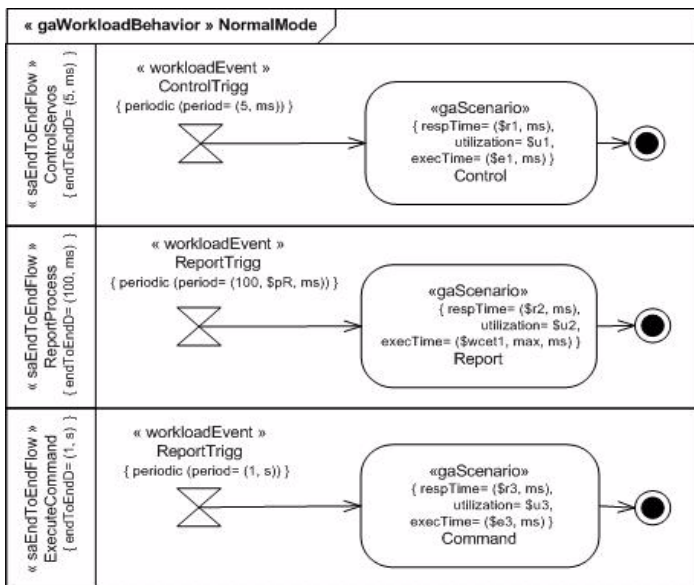 « gaWorkloadBehavior » NormalMode
« saEndToEndFlow »
ControlServos
{ endToEndD= (5, ms) }
« workloadEvent »
ControlTrigg
{ periodic (period= (5, ms)) }
«gaScenario»
{ respTime= ($r1, ms),
utilization= $u1,
execTime= ($e1, ms) }
Control
« saEndToEndFlow »
ReportProcess
{ endToEndD= (100, ms) }
« workloadEvent »
ReportTrigg
{ periodic (period= (100, $pR, ms)) }
«gaScenario»
{ respTime= ($r2, ms),
utilization= $u2,
execTime= ($wcet1, max, ms) }
Report
« saEndToEndFlow »
ExecuteCommand
{ endToEndD= (1, s) }
« workloadEvent »
ReportTrigg
{ periodic (period= (1, s)) }
«gaScenario»
{ respTime= ($r3, ms),
utilization= $u3,
execTime= ($e3, ms) }
Command